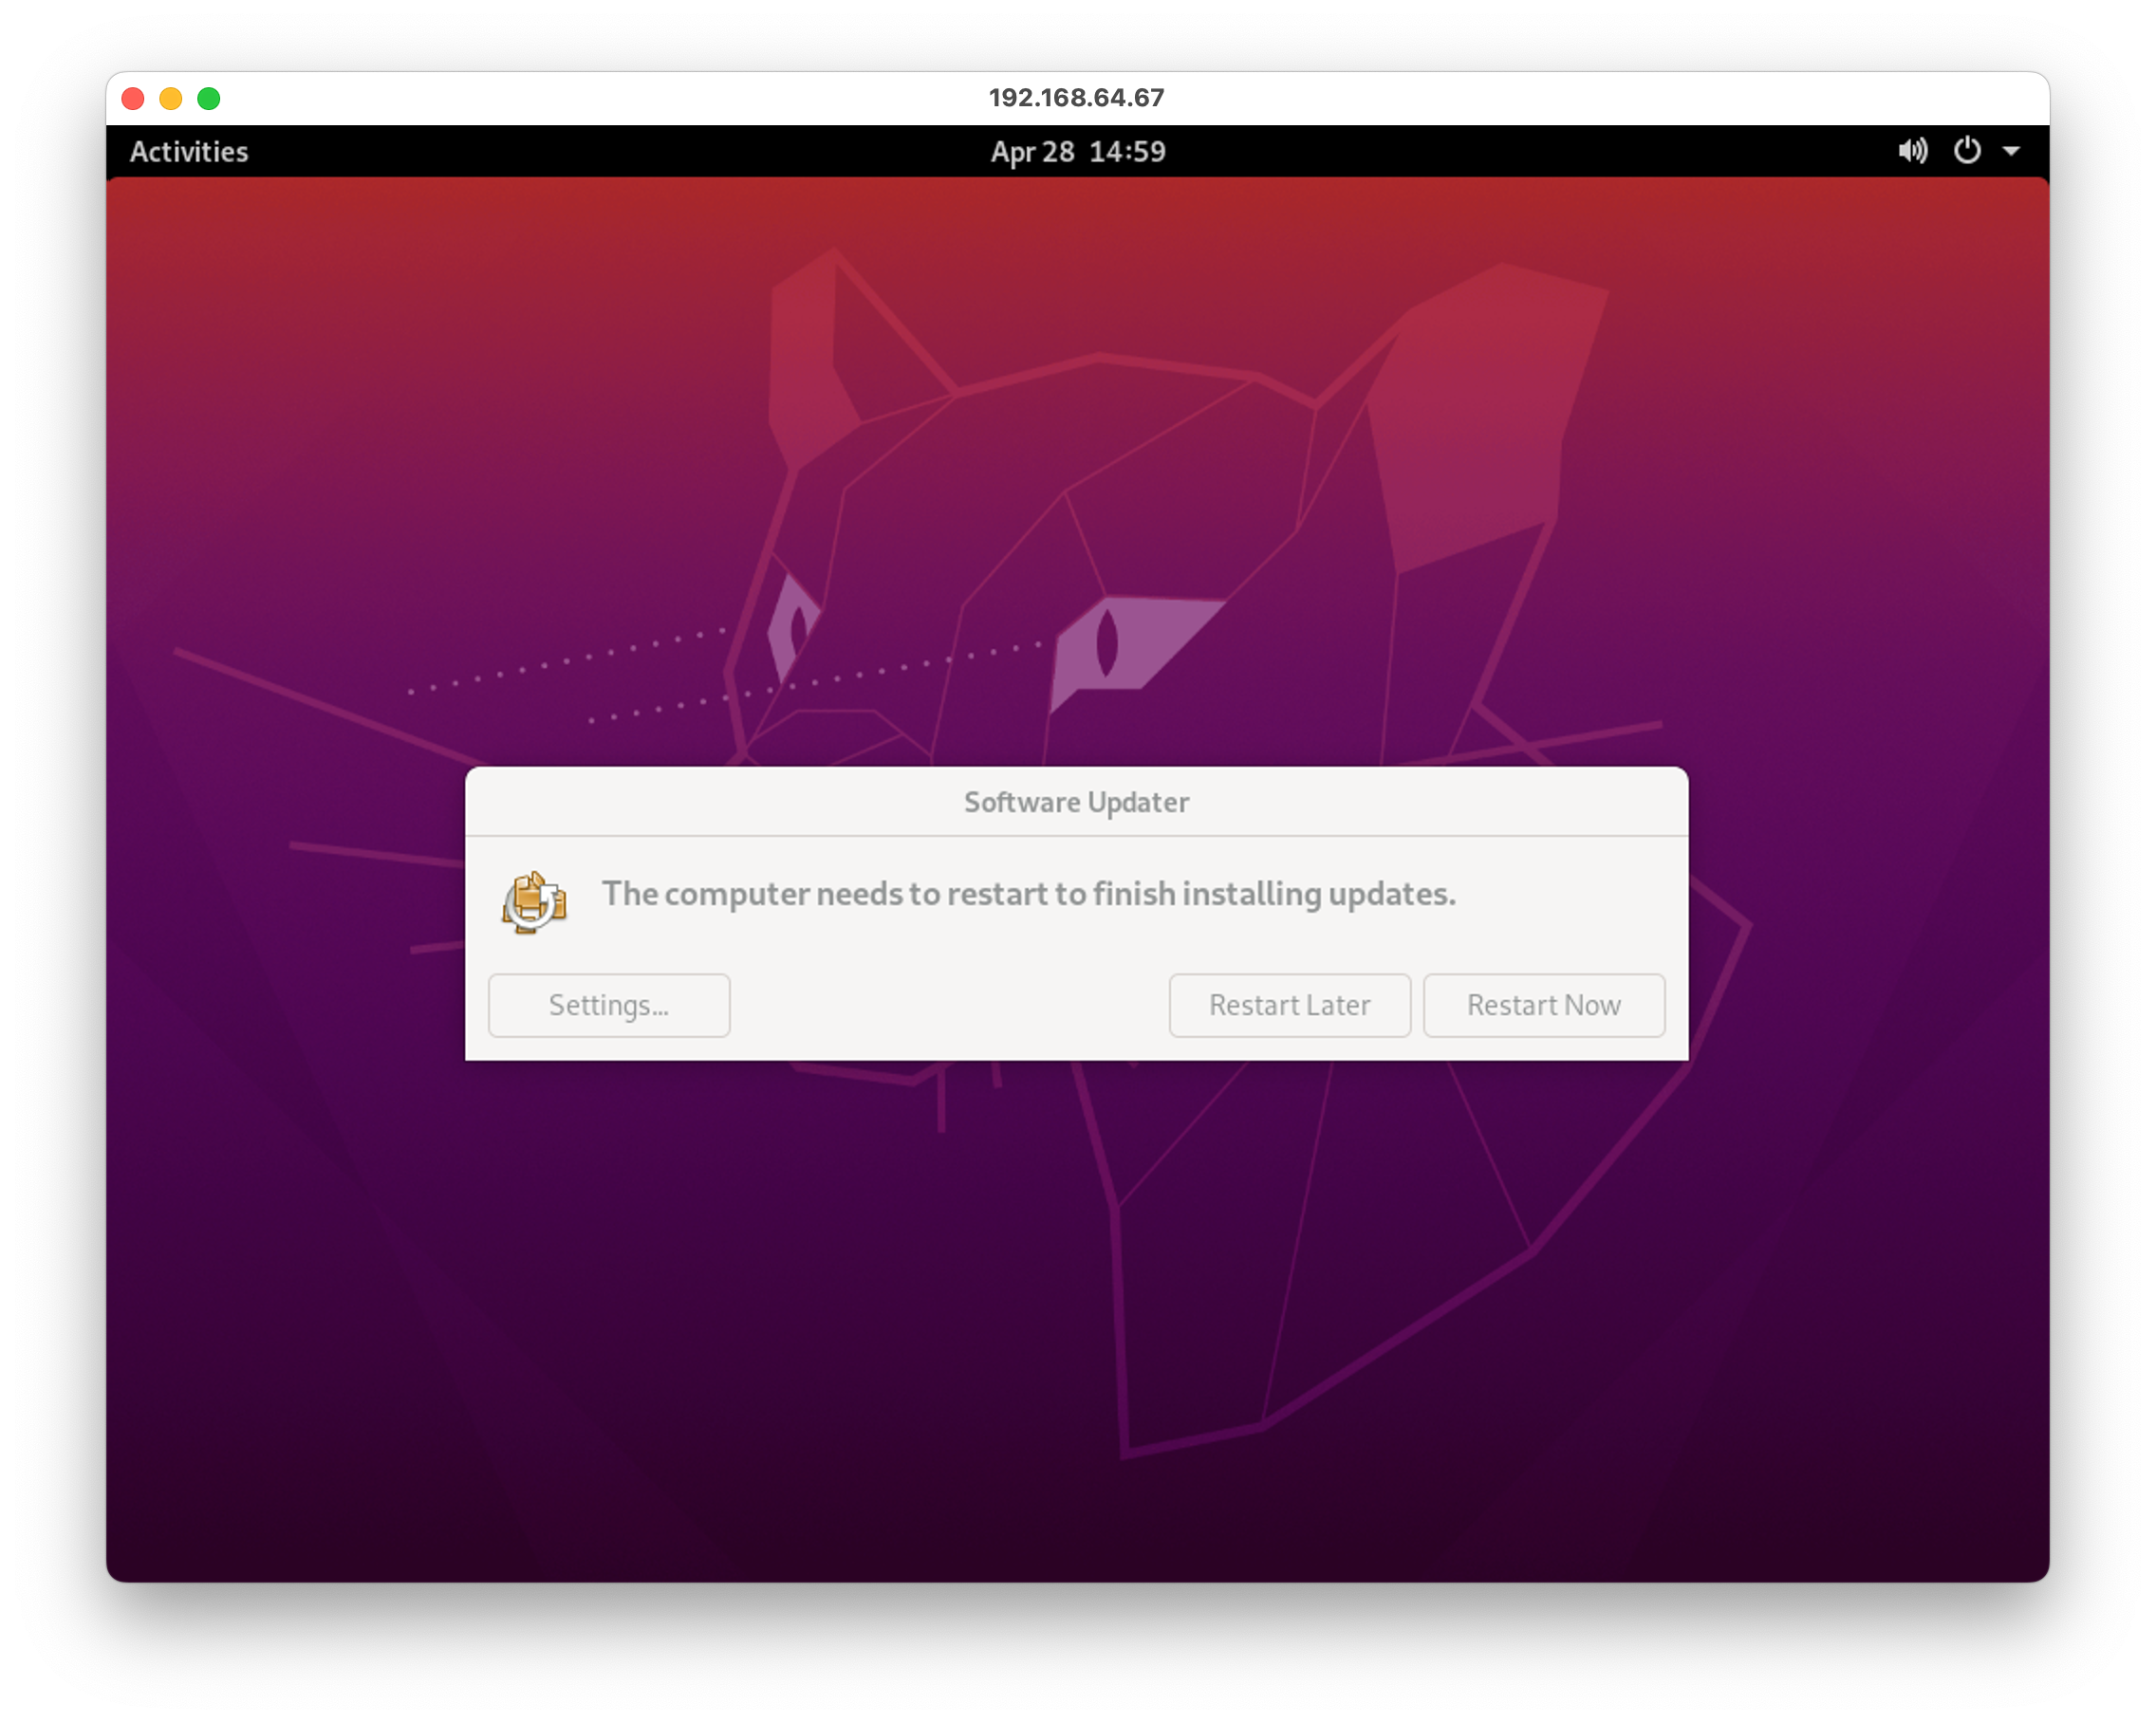 192.168.64.67
Activities
Apr 28 14:59
Software Updater
The computer needs to restart to finish installing updates.
Settings...
Restart Later
Restart Now